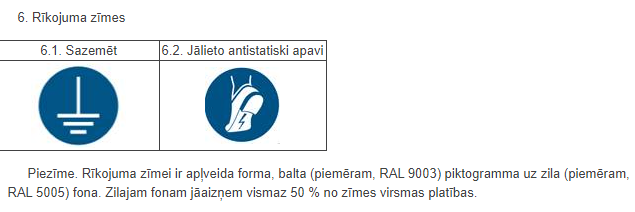 6. Rīkojuma zīmes
6.1. Sazemēt
6.2. Jālieto antistatiski apavi
Piezīme. Rīkojuma zīmei ir apļveida forma, balta (piemēram, RAL 9003) piktogramma uz zila (piemēram,
RAL 5005) fona. Zilajam fonam jāaizņem vismaz 50 % no zīmes virsmas platības.